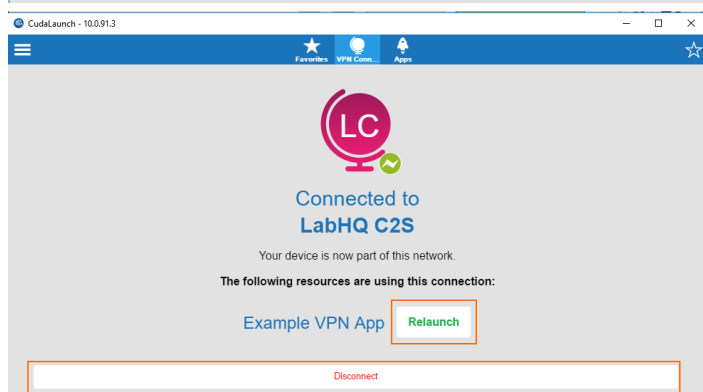 CudaLaunch - 10.0.91.3
Favorites VPN Conn... Apps
LC
Connected to
LabHQ C2S
Your device is now part of this network.
The following resources are using this connection:
Example VPN App Relaunch
Disconnect